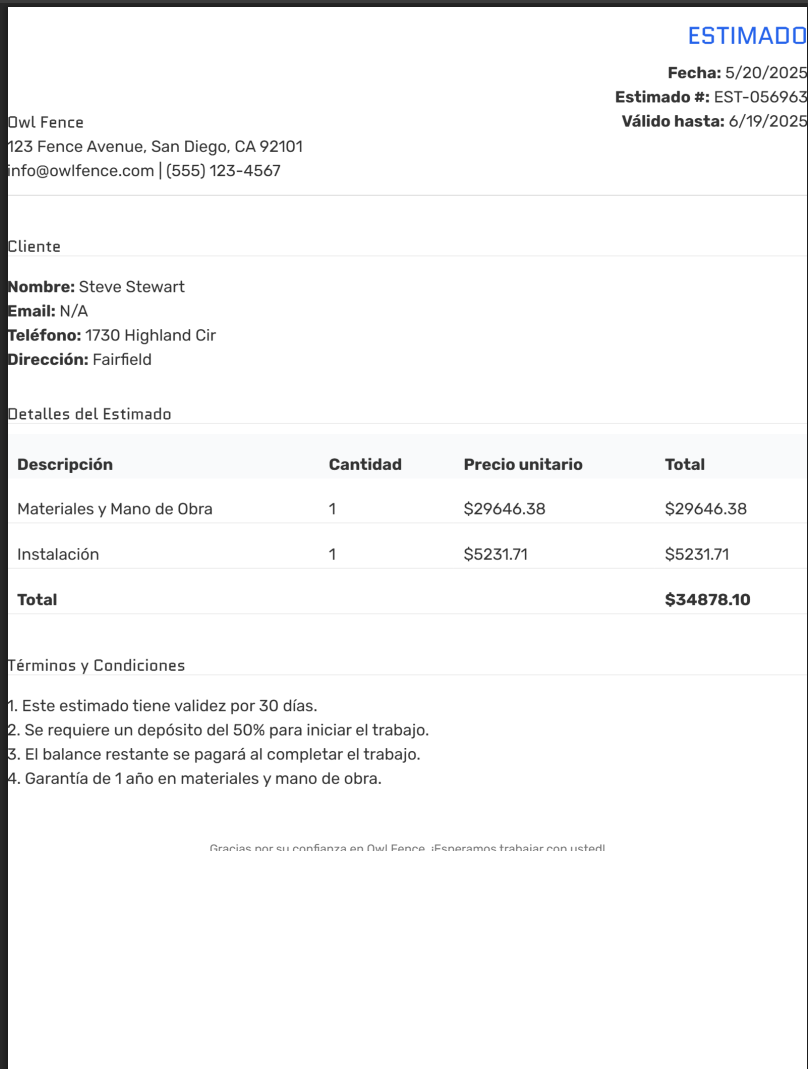 ESTIMADO
Fecha: 5/20/2025
Estimado #: EST-056963
Válido hasta: 6/19/2025
Owl Fence
123 Fence Avenue, San Diego, CA 92101
info@owlfence.com | (555) 123-4567
Cliente
Nombre: Steve Stewart
Email: N/A
Teléfono: 1730 Highland Cir
Dirección: Fairfield
Detalles del Estimado
Descripción Cantidad Precio unitario Total
Materiales y Mano de Obra 1 $29646.38 $29646.38
Instalación 1 $5231.71 $5231.71
Total $34878.10
Términos y Condiciones
1. Este estimado tiene validez por 30 días.
2. Se requiere un depósito del 50% para iniciar el trabajo.
3. El balance restante se pagará al completar el trabajo.
4. Garantía de 1 año en materiales y mano de obra.
Gracias por su confianza en Owl Fence. ¡Esperamos trabajar con usted!